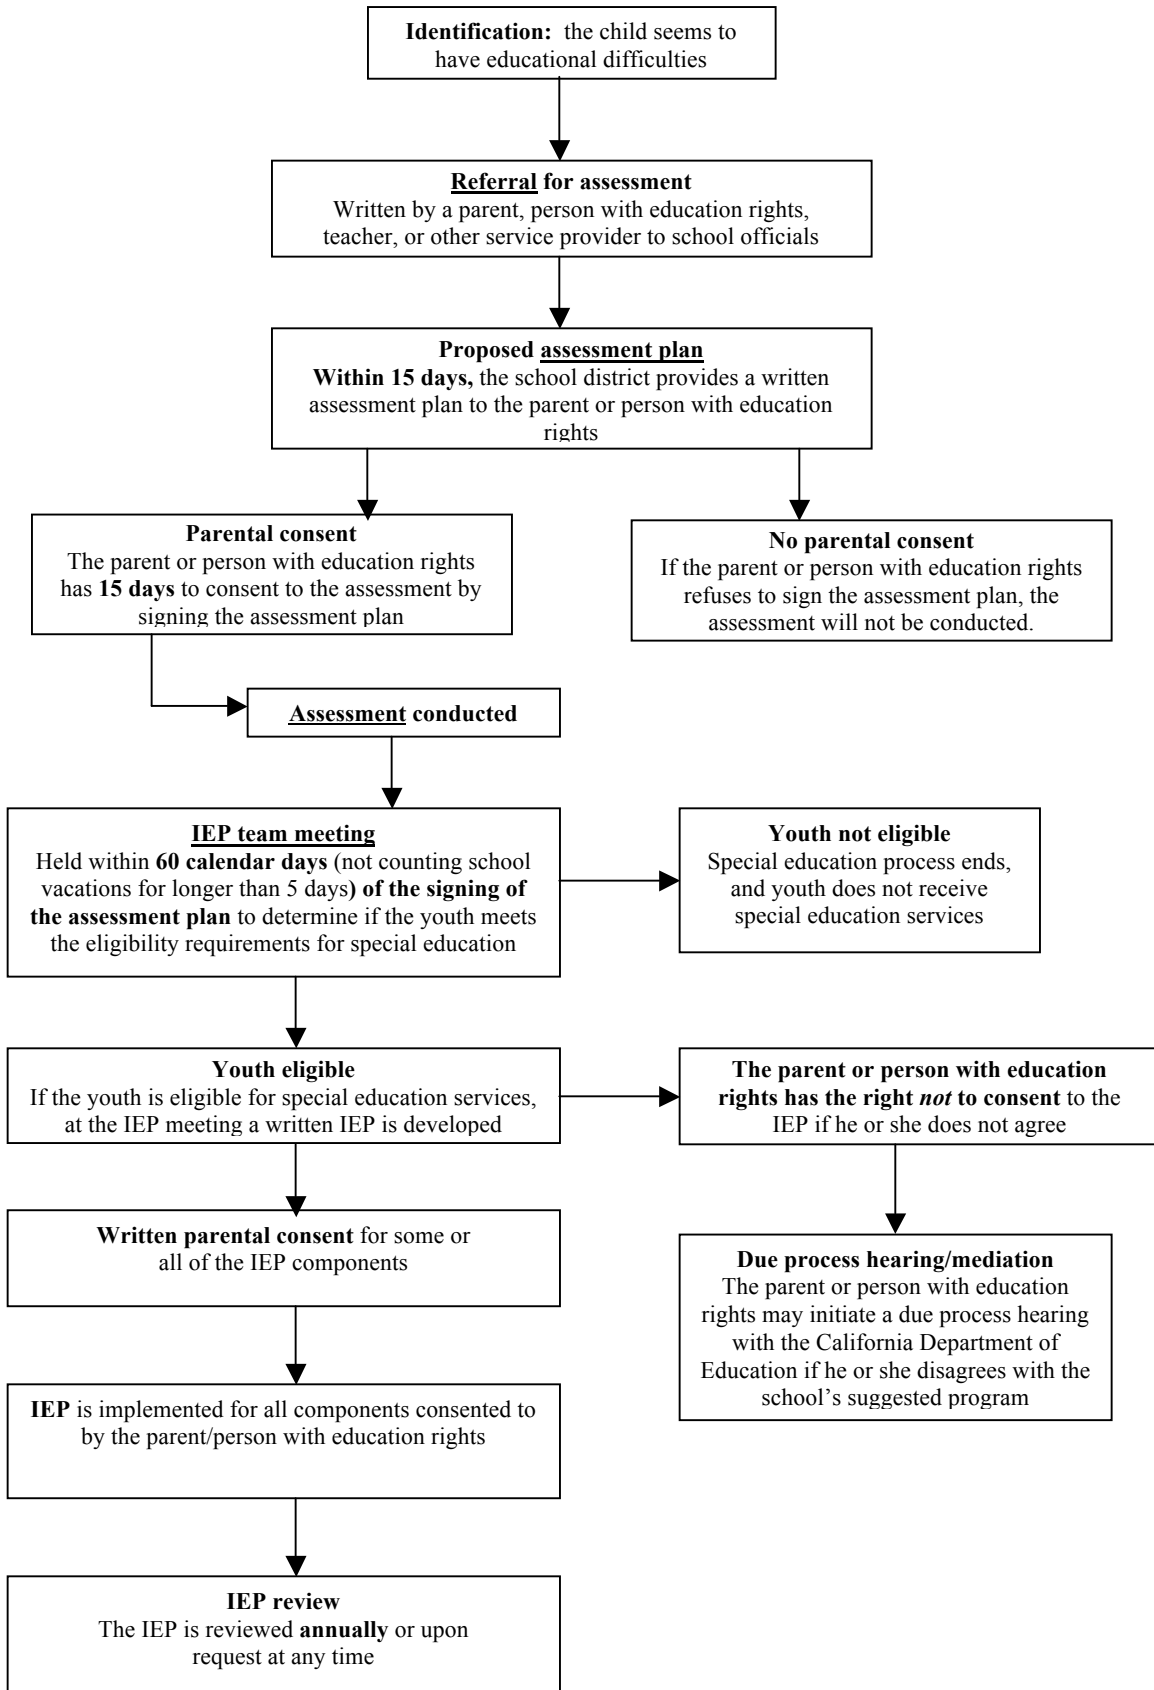 Identification: the child seems to
have educational difficulties
Referral for assessment
Written by a parent, person with education rights,
teacher, or other service provider to school officials
Proposed assessment plan
Within 15 days, the school district provides a written
assessment plan to the parent or person with education
rights
Parental consent
The parent or person with education rights
has 15 days to consent to the assessment by
signing the assessment plan
No parental consent
If the parent or person with education rights
refuses to sign the assessment plan, the
assessment will not be conducted.
Assessment conducted
IEP team meeting
Held within 60 calendar days (not counting school
vacations for longer than 5 days) of the signing of
the assessment plan to determine if the youth meets
the eligibility requirements for special education
Youth not eligible
Special education process ends,
and youth does not receive
special education services
Youth eligible
If the youth is eligible for special education services,
at the IEP meeting a written IEP is developed
The parent or person with education
rights has the right not to consent to the
IEP if he or she does not agree
Written parental consent for some or
all of the IEP components
Due process hearing/mediation
The parent or person with education
rights may initiate a due process hearing
with the California Department of
Education if he or she disagrees with the
school’s suggested program
IEP is implemented for all components consented to
by the parent/person with education rights
IEP review
The IEP is reviewed annually or upon
request at any time